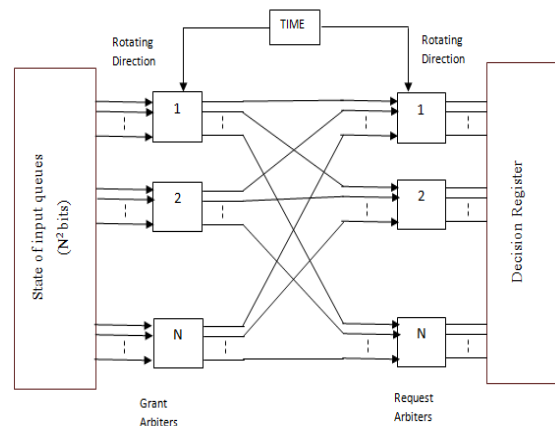 TIME
Rotating
Direction
Rotating
Direction
State of input queues
(N² bits)
1
1
2
2
N
N
Decision Register
Grant
Arbiters
Request
Arbiters